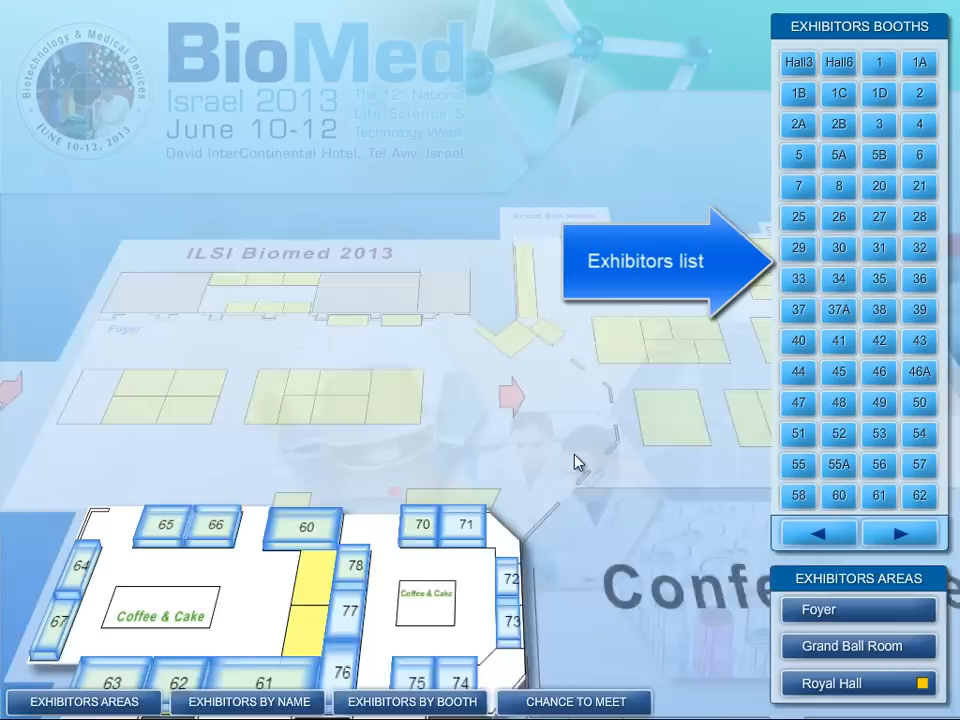 Biotechnology & Medical Devices
JUNE 10-12, 2013
BioMed
Israel 2013
The 12th National
Life Science &
Technology Week
June 10-12
David InterContinental Hotel, Tel Aviv, Israel
EXHIBITORS BOOTHS
Hall3 Hall6 1 1A
1B 1C 1D 2
2A 2B 3 4
5 5A 5B 6
7 8 20 21
25 26 27 28
29 30 31 32
33 34 35 36
37 37A 38 39
40 41 42 43
44 45 46 46A
47 48 49 50
51 52 53 54
55 55A 56 57
58 60 61 62
Exhibitors list
ILSI Biomed 2013
Foyer
65 66 60 70 71
64 78 72
67 77 73
Coffee & Cake
Coffee & Cake
63 62 61 76 75 74
EXHIBITORS AREAS
Foyer
Grand Ball Room
Royal Hall
EXHIBITORS AREAS
EXHIBITORS BY NAME
EXHIBITORS BY BOOTH
CHANCE TO MEET